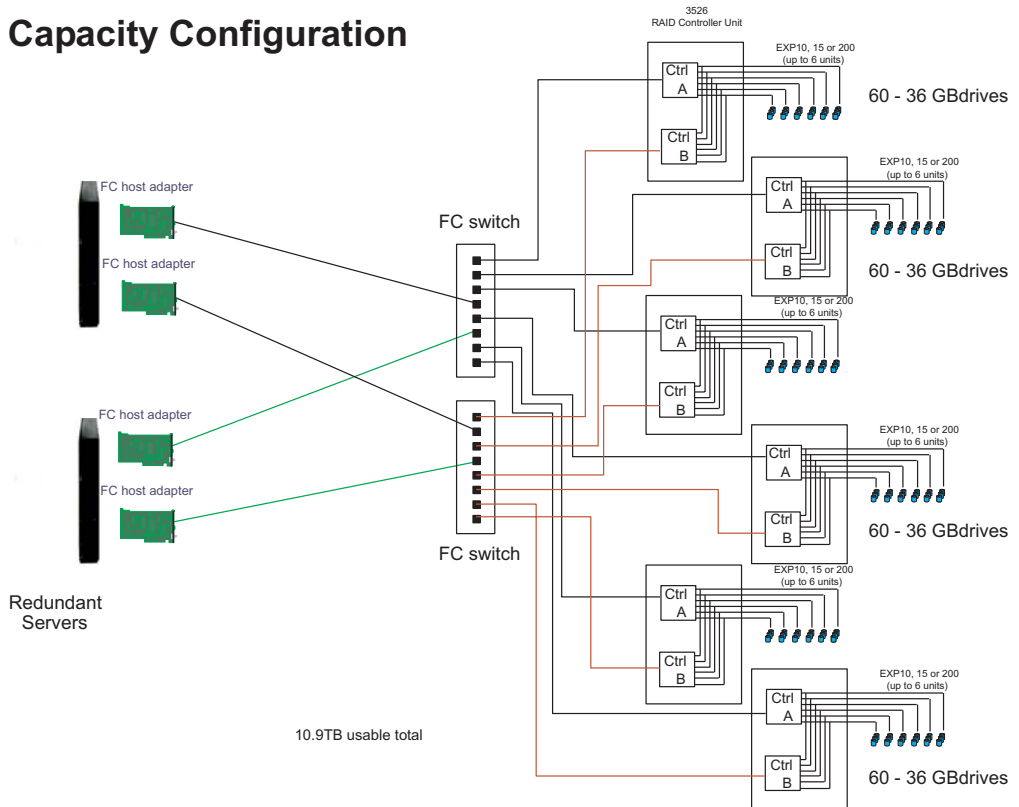 Capacity Configuration
3526
RAID Controller Unit
EXP10, 15 or 200
(up to 6 units)
Ctrl
A
60 - 36 GBdrives
Ctrl
B
EXP10, 15 or 200
(up to 6 units)
Ctrl
A
Ctrl
B
60 - 36 GBdrives
FC host adapter
FC host adapter
FC switch
EXP10, 15 or 200
(up to 6 units)
Ctrl
A
Ctrl
B
FC host adapter
FC host adapter
FC switch
EXP10, 15 or 200
(up to 6 units)
Ctrl
A
Ctrl
B
60 - 36 GBdrives
Redundant
Servers
EXP10, 15 or 200
(up to 6 units)
Ctrl
A
Ctrl
B
EXP10, 15 or 200
(up to 6 units)
Ctrl
A
Ctrl
B
60 - 36 GBdrives
10.9TB usable total